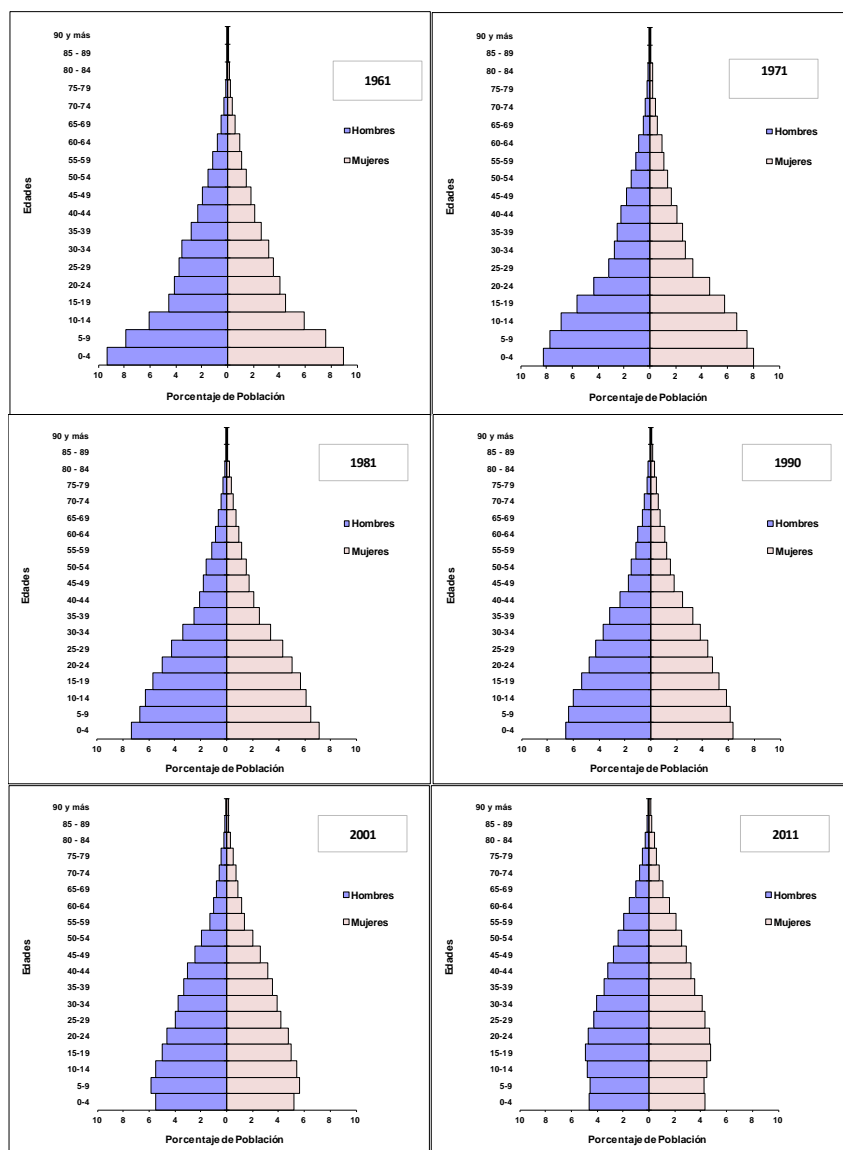 1961
90 y más
85 - 89
80 - 84
75-79
70-74
65-69
60-64
55-59
50-54
45-49
40-44
35-39
30-34
25-29
20-24
15-19
10-14
5-9
0-4
Edades
Hombres
Mujeres
10 8 6 4 2 0 2 4 6 8 10
Porcentaje de Población
1971
90 y más
85 - 89
80 - 84
75-79
70-74
65-69
60-64
55-59
50-54
45-49
40-44
35-39
30-34
25-29
20-24
15-19
10-14
5-9
0-4
Edades
Hombres
Mujeres
10 8 6 4 2 0 2 4 6 8 10
Porcentaje de Población
1981
90 y más
85 - 89
80 - 84
75-79
70-74
65-69
60-64
55-59
50-54
45-49
40-44
35-39
30-34
25-29
20-24
15-19
10-14
5-9
0-4
Edades
Hombres
Mujeres
10 8 6 4 2 0 2 4 6 8 10
Porcentaje de Población
1990
90 y más
85 - 89
80 - 84
75-79
70-74
65-69
60-64
55-59
50-54
45-49
40-44
35-39
30-34
25-29
20-24
15-19
10-14
5-9
0-4
Edades
Hombres
Mujeres
10 8 6 4 2 0 2 4 6 8 10
Porcentaje de Población
2001
90 y más
85 - 89
80 - 84
75-79
70-74
65-69
60-64
55-59
50-54
45-49
40-44
35-39
30-34
25-29
20-24
15-19
10-14
5-9
0-4
Edades
Hombres
Mujeres
10 8 6 4 2 0 2 4 6 8 10
Porcentaje de Población
2011
90 y más
85 - 89
80 - 84
75-79
70-74
65-69
60-64
55-59
50-54
45-49
40-44
35-39
30-34
25-29
20-24
15-19
10-14
5-9
0-4
Edades
Hombres
Mujeres
10 8 6 4 2 0 2 4 6 8 10
Porcentaje de Población